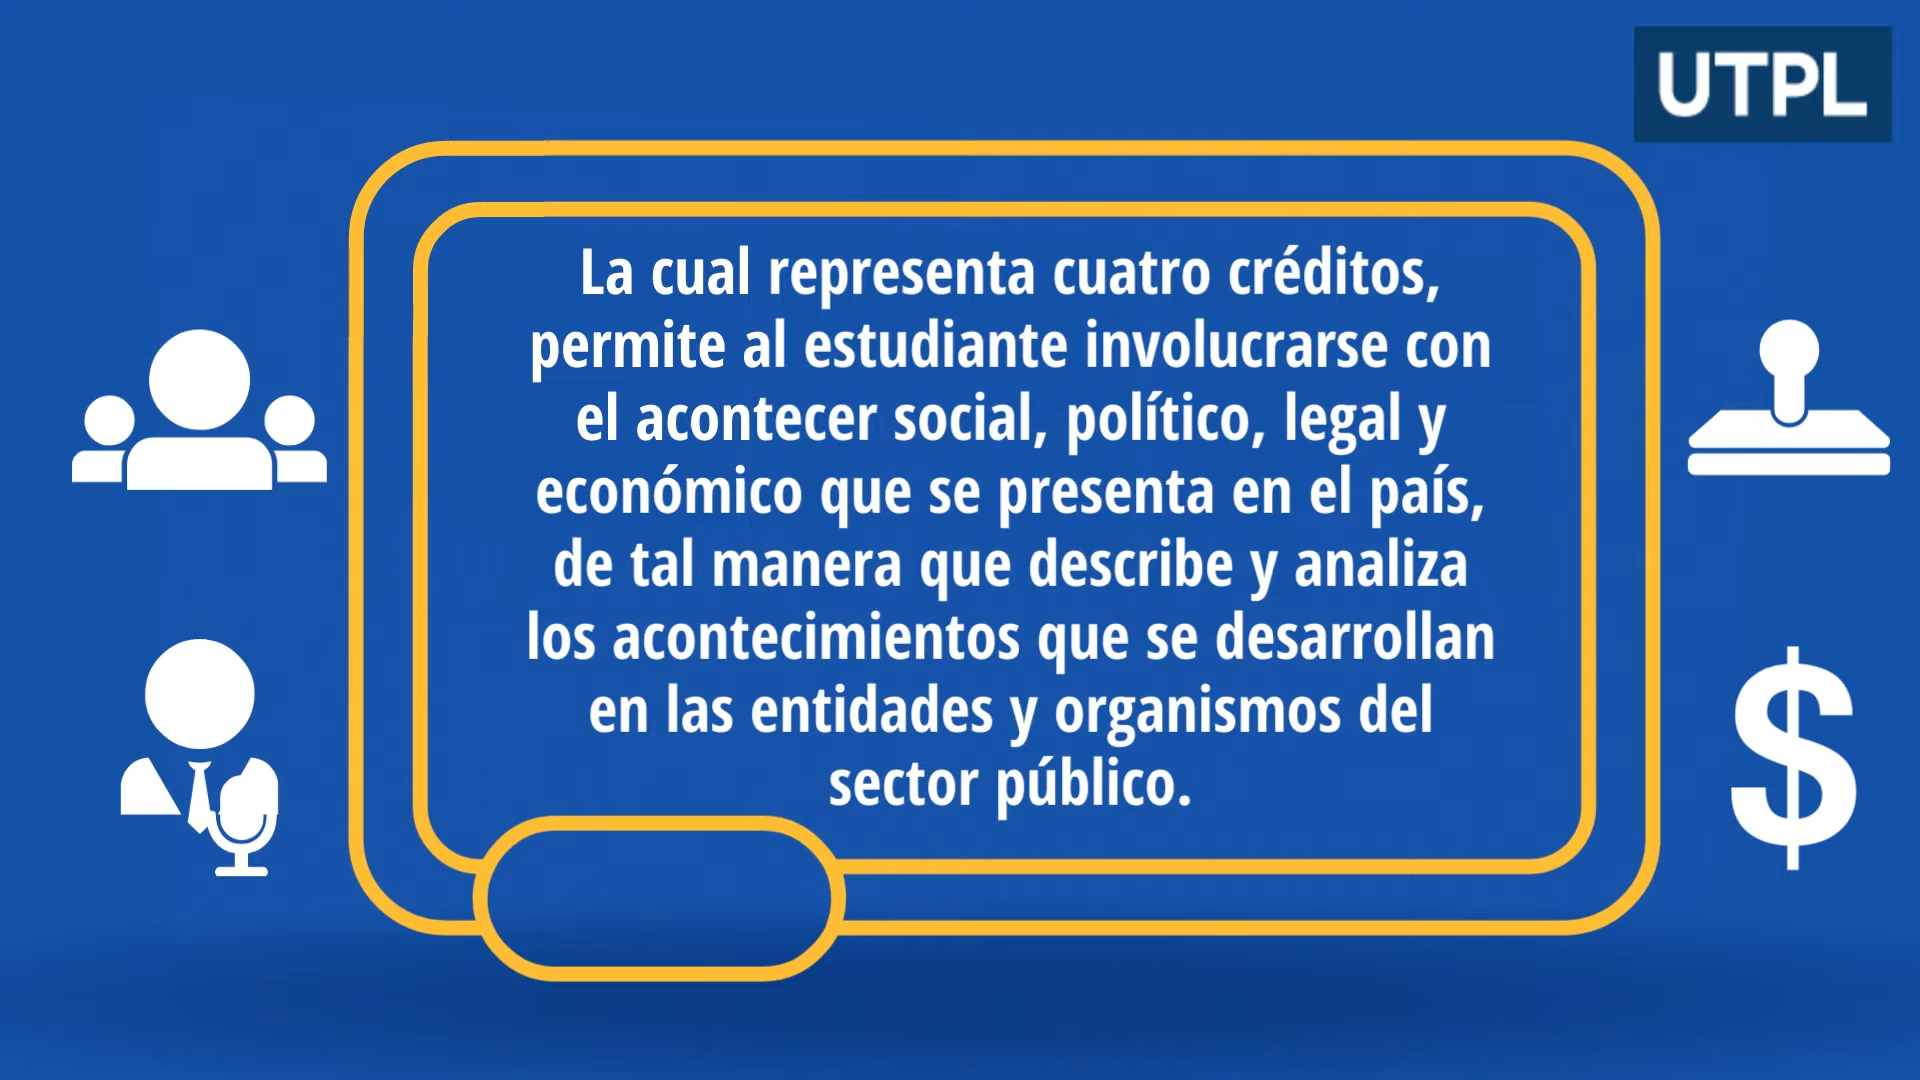 UTPL
La cual representa cuatro créditos,
permite al estudiante involucrarse con
el acontecer social, político, legal y
económico que se presenta en el país,
de tal manera que describe y analiza
los acontecimientos que se desarrollan
en las entidades y organismos del
sector público.
$